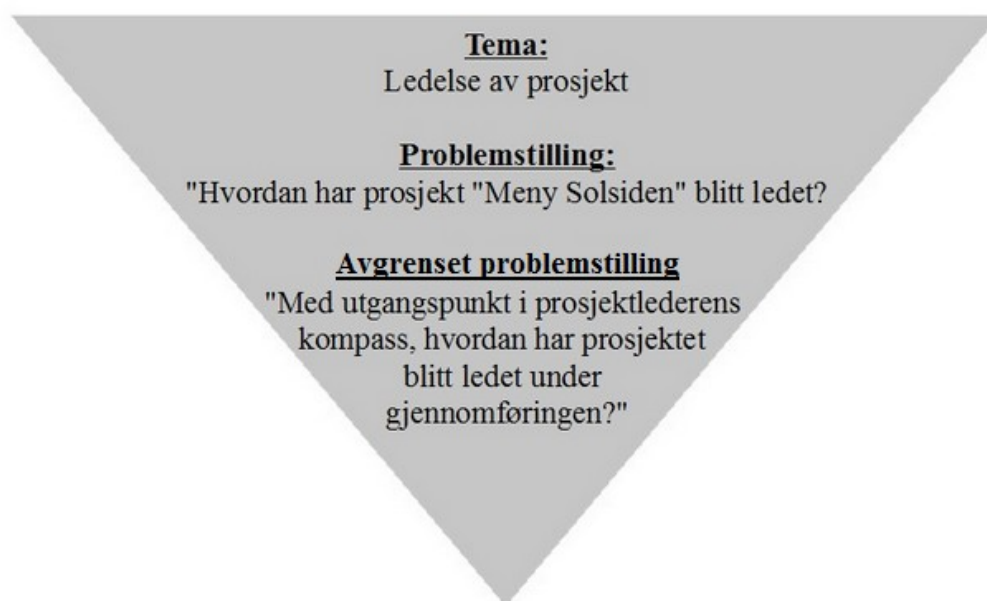 Tema:
Ledelse av prosjekt
Problemstilling:
"Hvordan har prosjekt "Meny Solsiden" blitt ledet?
Avgrenset problemstilling
"Med utgangspunkt i prosjektlederens
kompass, hvordan har prosjektet
blitt ledet under
gjennomføringen?"